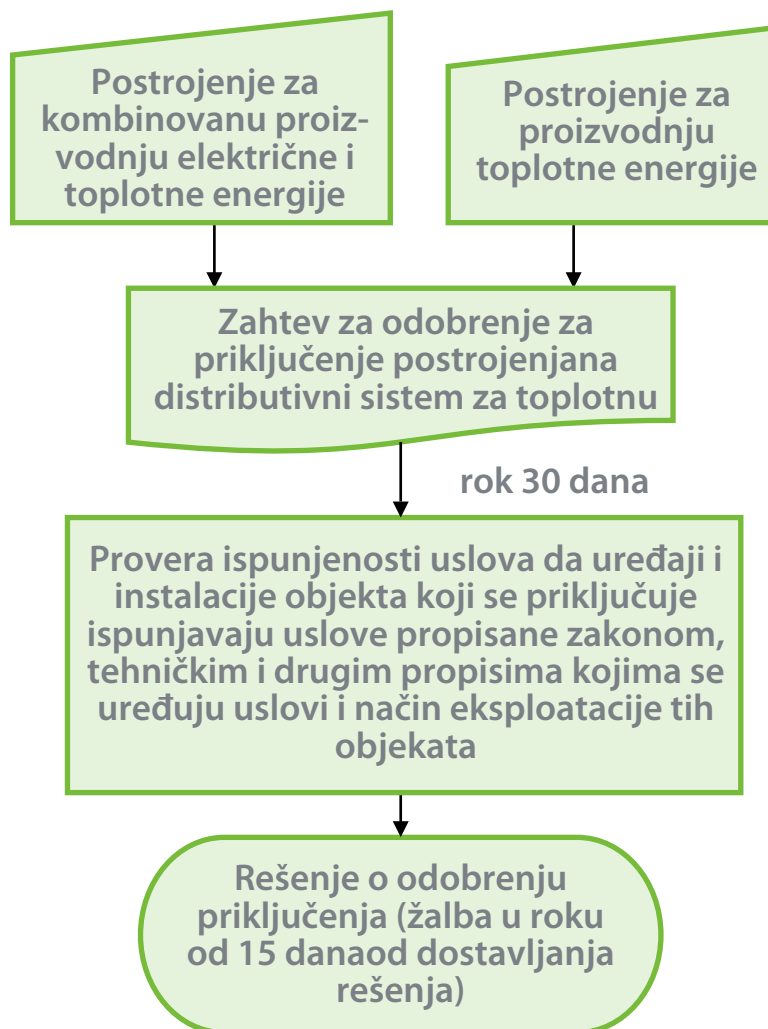 Postrojenje za
kombinovanu proiz-
vodnju električne i
toplotne energije
Postrojenje za
proizvodnju
toplotne energije
Zahtev za odobrenje za
priključenje postrojenjana
distributivni sistem za toplotnu
rok 30 dana
Provera ispunjenosti uslova da uređaji i
instalacije objekta koji se priključuje
ispunjavaju uslove propisane zakonom,
tehničkim i drugim propisima kojima se
uređuju uslovi i način eksploatacije tih
objekata
Rešenje o odobrenju
priključenja (žalba u roku
od 15 danaod dostavljanja
rešenja)